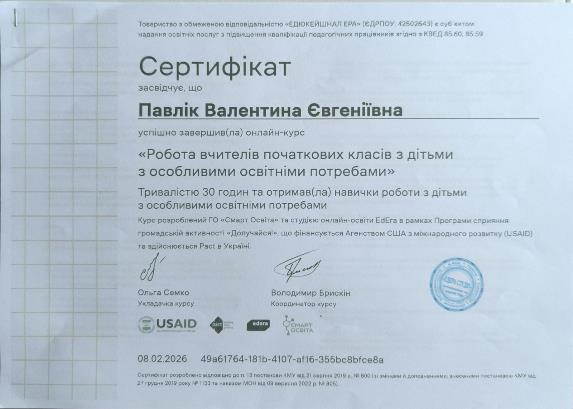 Товариство з обмеженою відповідальністю «ЕДЮКЕЙШНАЛ ЕРА» (ЄДРПОУ: 42502643) є суб'єктом
надання освітніх послуг з підвищення кваліфікації педагогічних працівників згідно з КВЕД 85.60, 85.59
Сертифікат
засвідчує, що
Павлік Валентина Євгеніївна
успішно завершив(ла) онлайн-курс
«Робота вчителів початкових класів з дітьми
з особливими освітніми потребами»
Тривалістю 30 годин та отримав(ла) навички роботи з дітьми
з особливими освітніми потребами
Курс розроблений ГО «Смарт Освіта» та студією онлайн-освіти EdEra в рамках Програми сприяння
громадській активності «Долучайся!», що фінансується Агенством США з міжнародного розвитку (USAID)
та здійснюється Pact в Україні.
Ольга Семко
Укладачка курсу
Володимир Брискін
Координатор курсу
USAID
edera
СМАРТ
ОСВІТА
08.02.2026 49a61764-181b-4107-af16-355bc8bfce8a
Сертифікат розроблено відповідно до п. 13 постанови КМУ від 21 серпня 2019 р. № 800 (зі змінами й доповненнями, внесеними постановою КМУ від
27 грудня 2019 року № 1133 та наказом МОН від 09 вересня 2022 р. № 805).